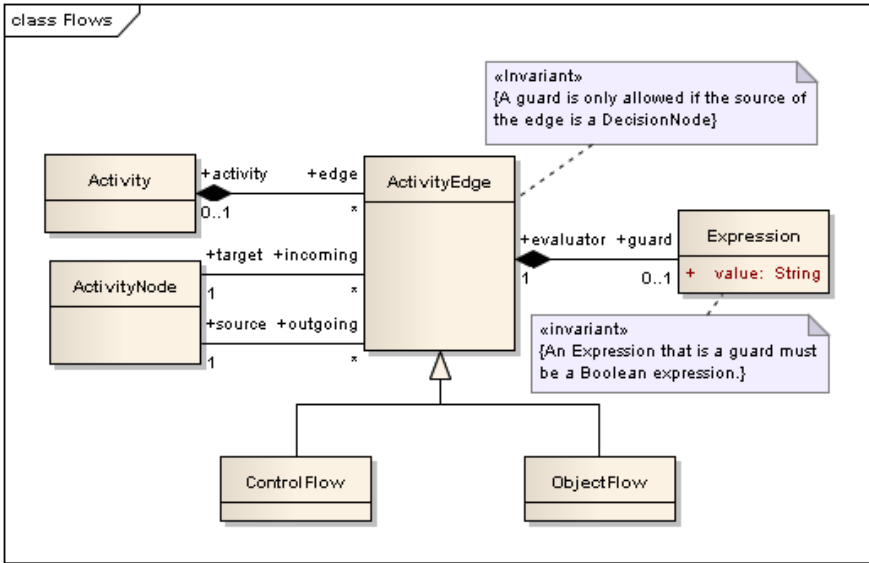 class Flows
«Invariant»
{A guard is only allowed if the source of
the edge is a DecisionNode}
Activity
+activity
+edge
0..1
*
ActivityEdge
+evaluator
+guard
1
0..1
Expression
+ value: String
ActivityNode
+target
+incoming
1
*
+source
+outgoing
1
*
«invariant»
{An Expression that is a guard must
be a Boolean expression.}
ControlFlow
ObjectFlow